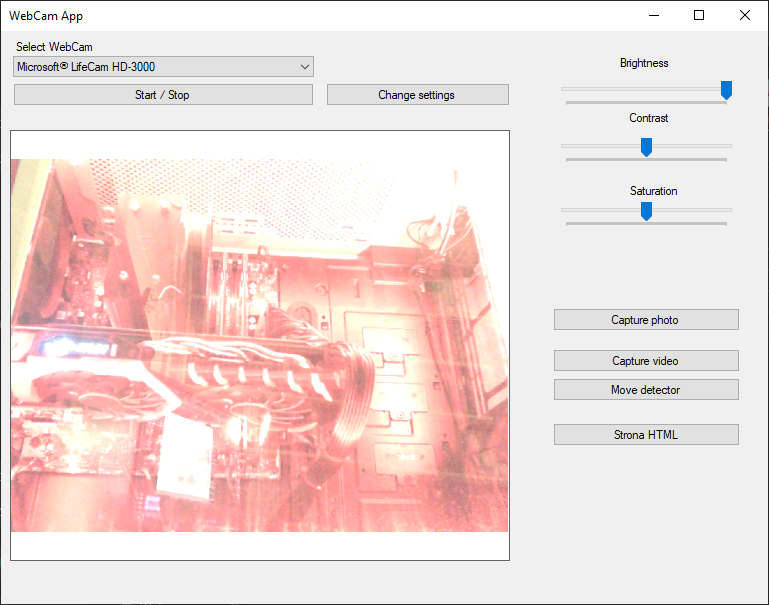 WebCam App
Select WebCam
Microsoft® LifeCam HD-3000
Start / Stop
Change settings
Brightness
Contrast
Saturation
Capture photo
Capture video
Move detector
Strona HTML